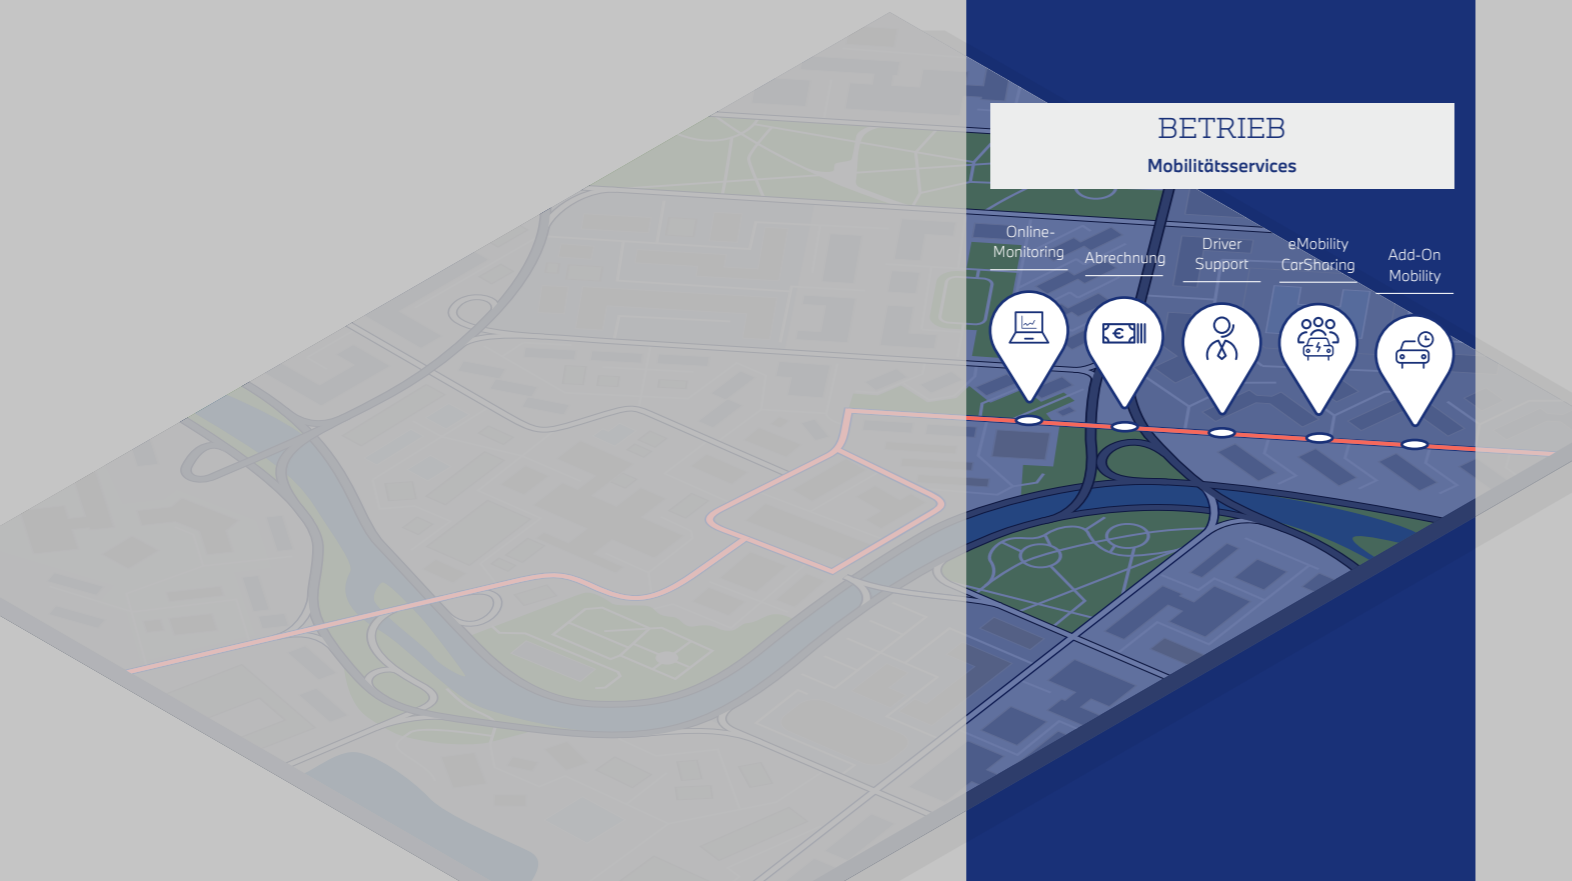 BETRIEB
Mobilitätsservices
Online-
Monitoring
Abrechnung
Driver
Support
eMobility
CarSharing
Add-On
Mobility
€